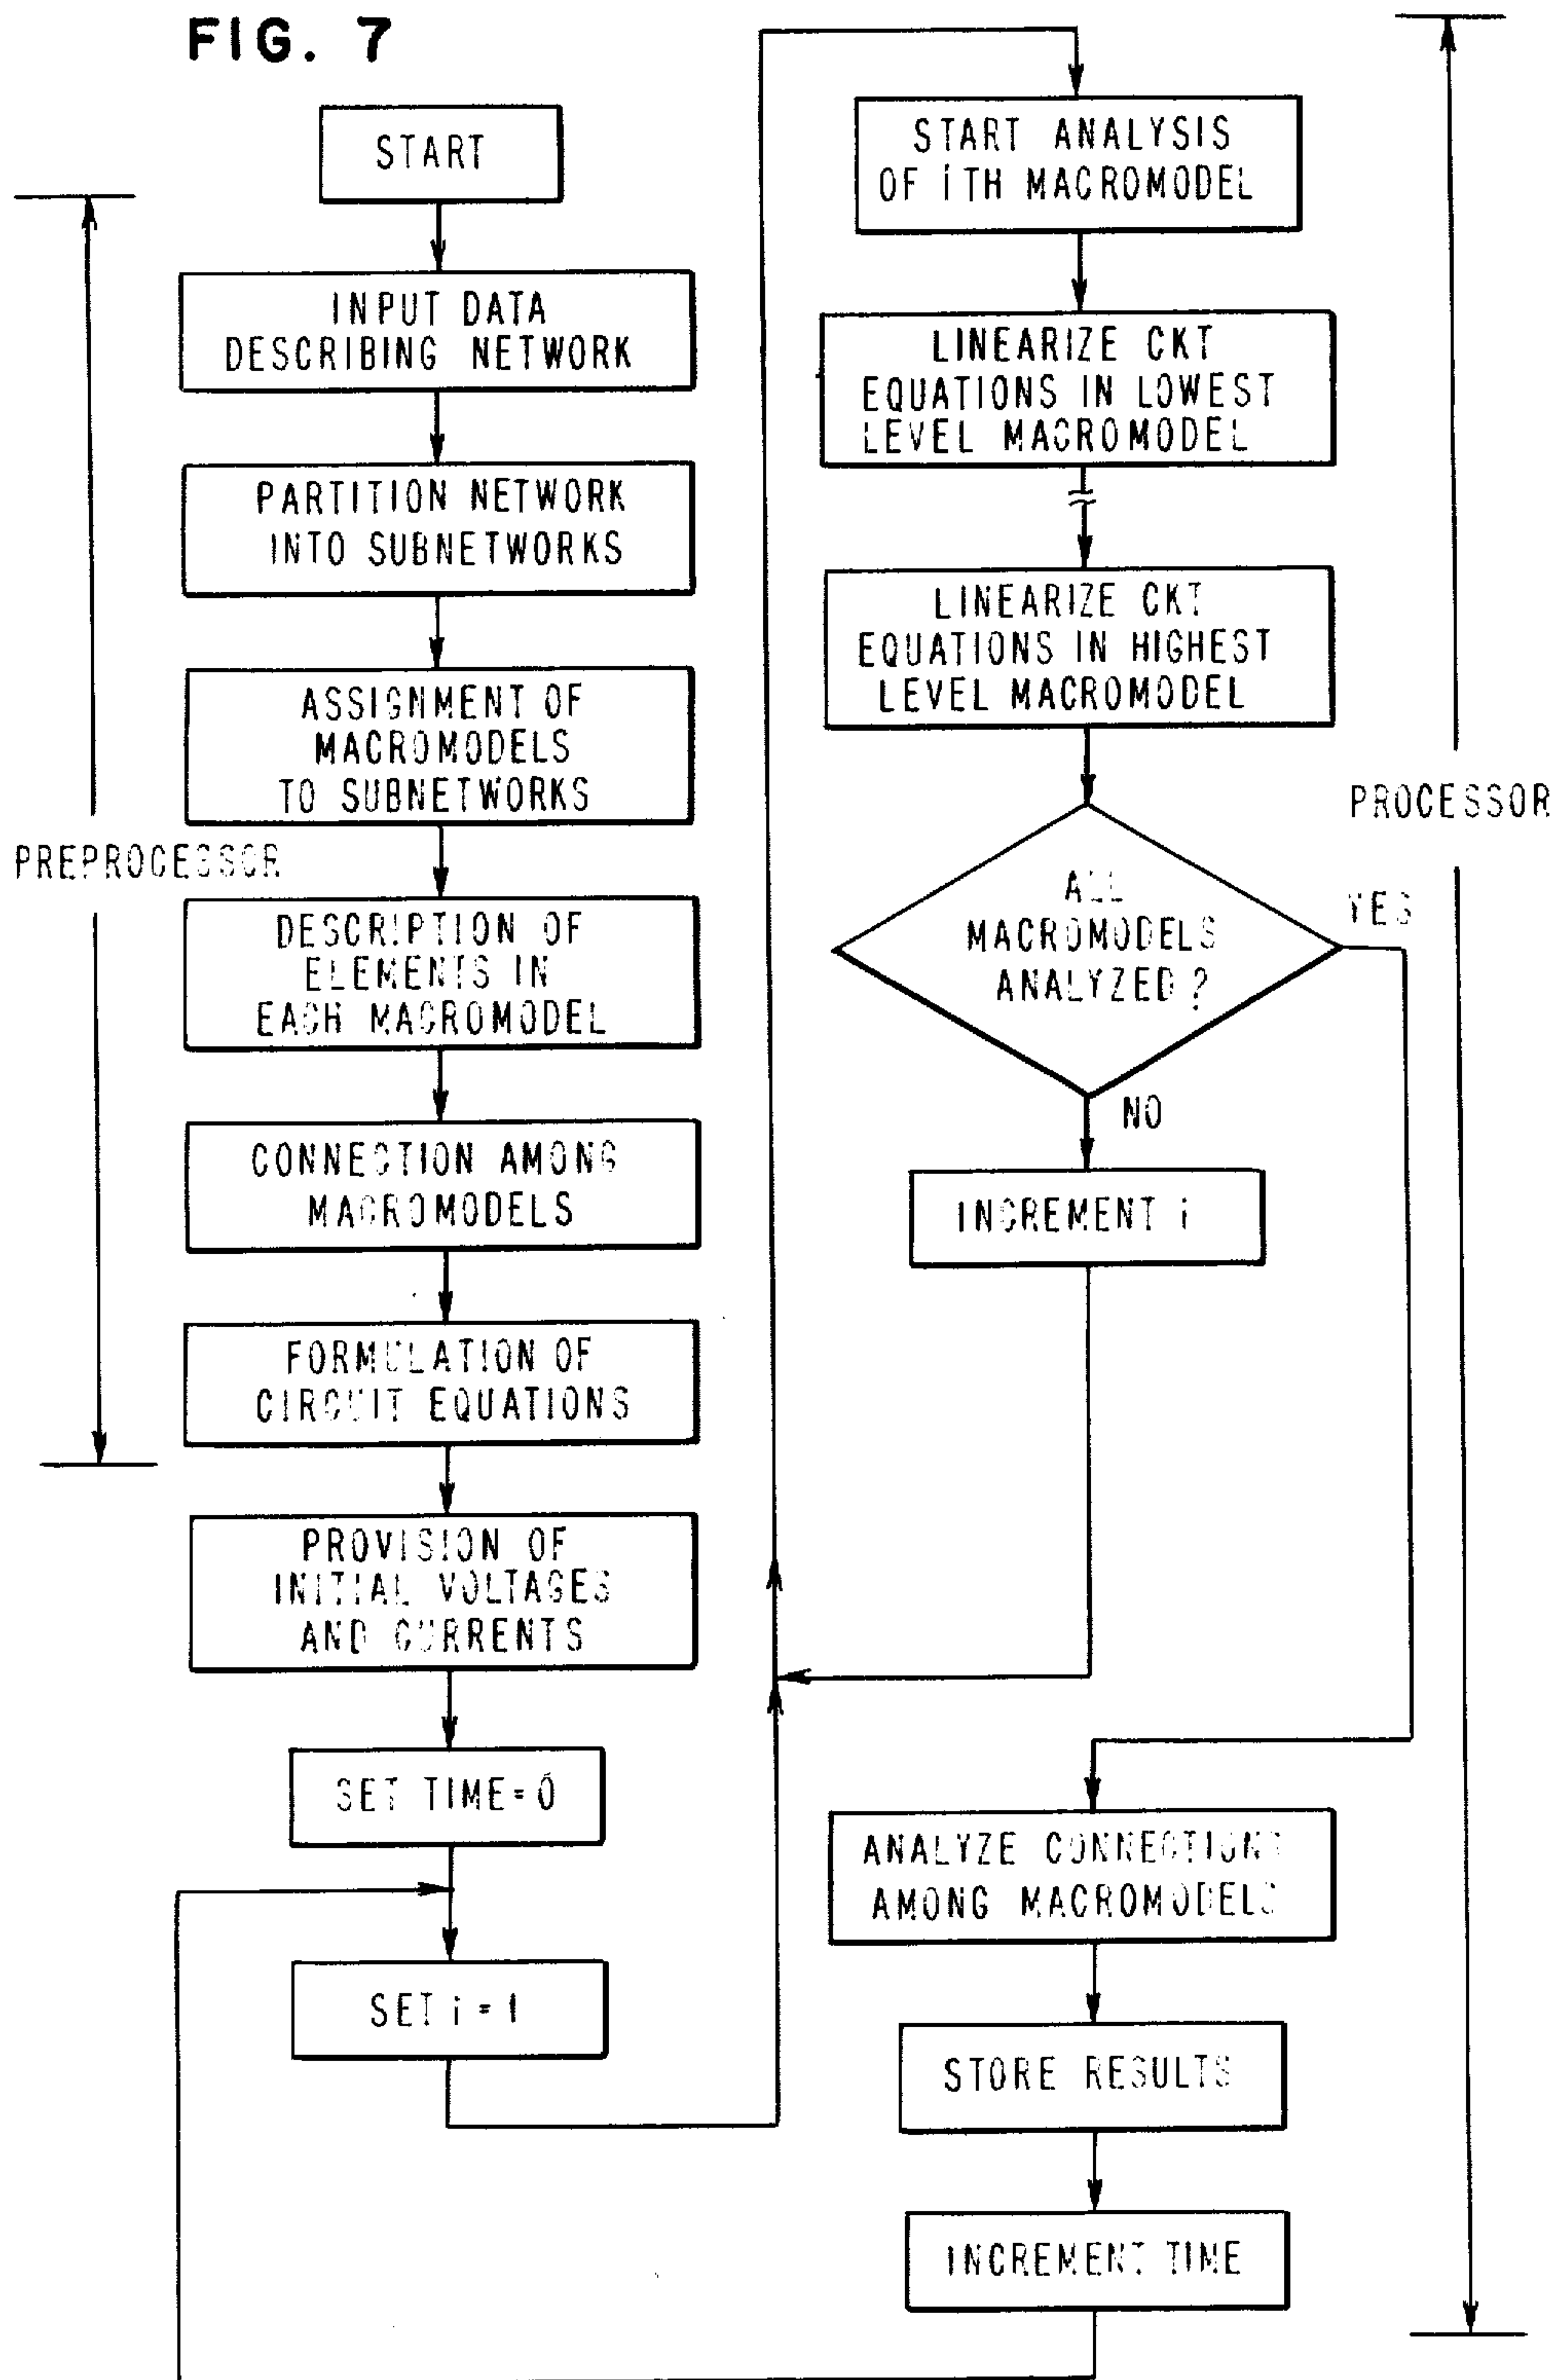 FIG. 7
START
INPUT DATA
DESCRIBING NETWORK
PARTITION NETWORK
INTO SUBNETWORKS
ASSIGNMENT OF
MACROMODELS
TO SUBNETWORKS
PREPROCESSOR
DESCRIPTION OF
ELEMENTS IN
EACH MACROMODEL
CONNECTION AMONG
MACROMODELS
FORMULATION OF
CIRCUIT EQUATIONS
PROVISION OF
INITIAL VOLTAGES
AND CURRENTS
SET TIME=0
SET i = 1
START ANALYSIS
OF iTH MACROMODEL
LINEARIZE CKT
EQUATIONS IN LOWEST
LEVEL MACROMODEL
LINEARIZE CKT
EQUATIONS IN HIGHEST
LEVEL MACROMODEL
PROCESSOR
ALL
MACROMODELS
ANALYZED?
YES
NO
INCREMENT i
ANALYZE CONNECTIONS
AMONG MACROMODELS
STORE RESULTS
INCREMENT TIME